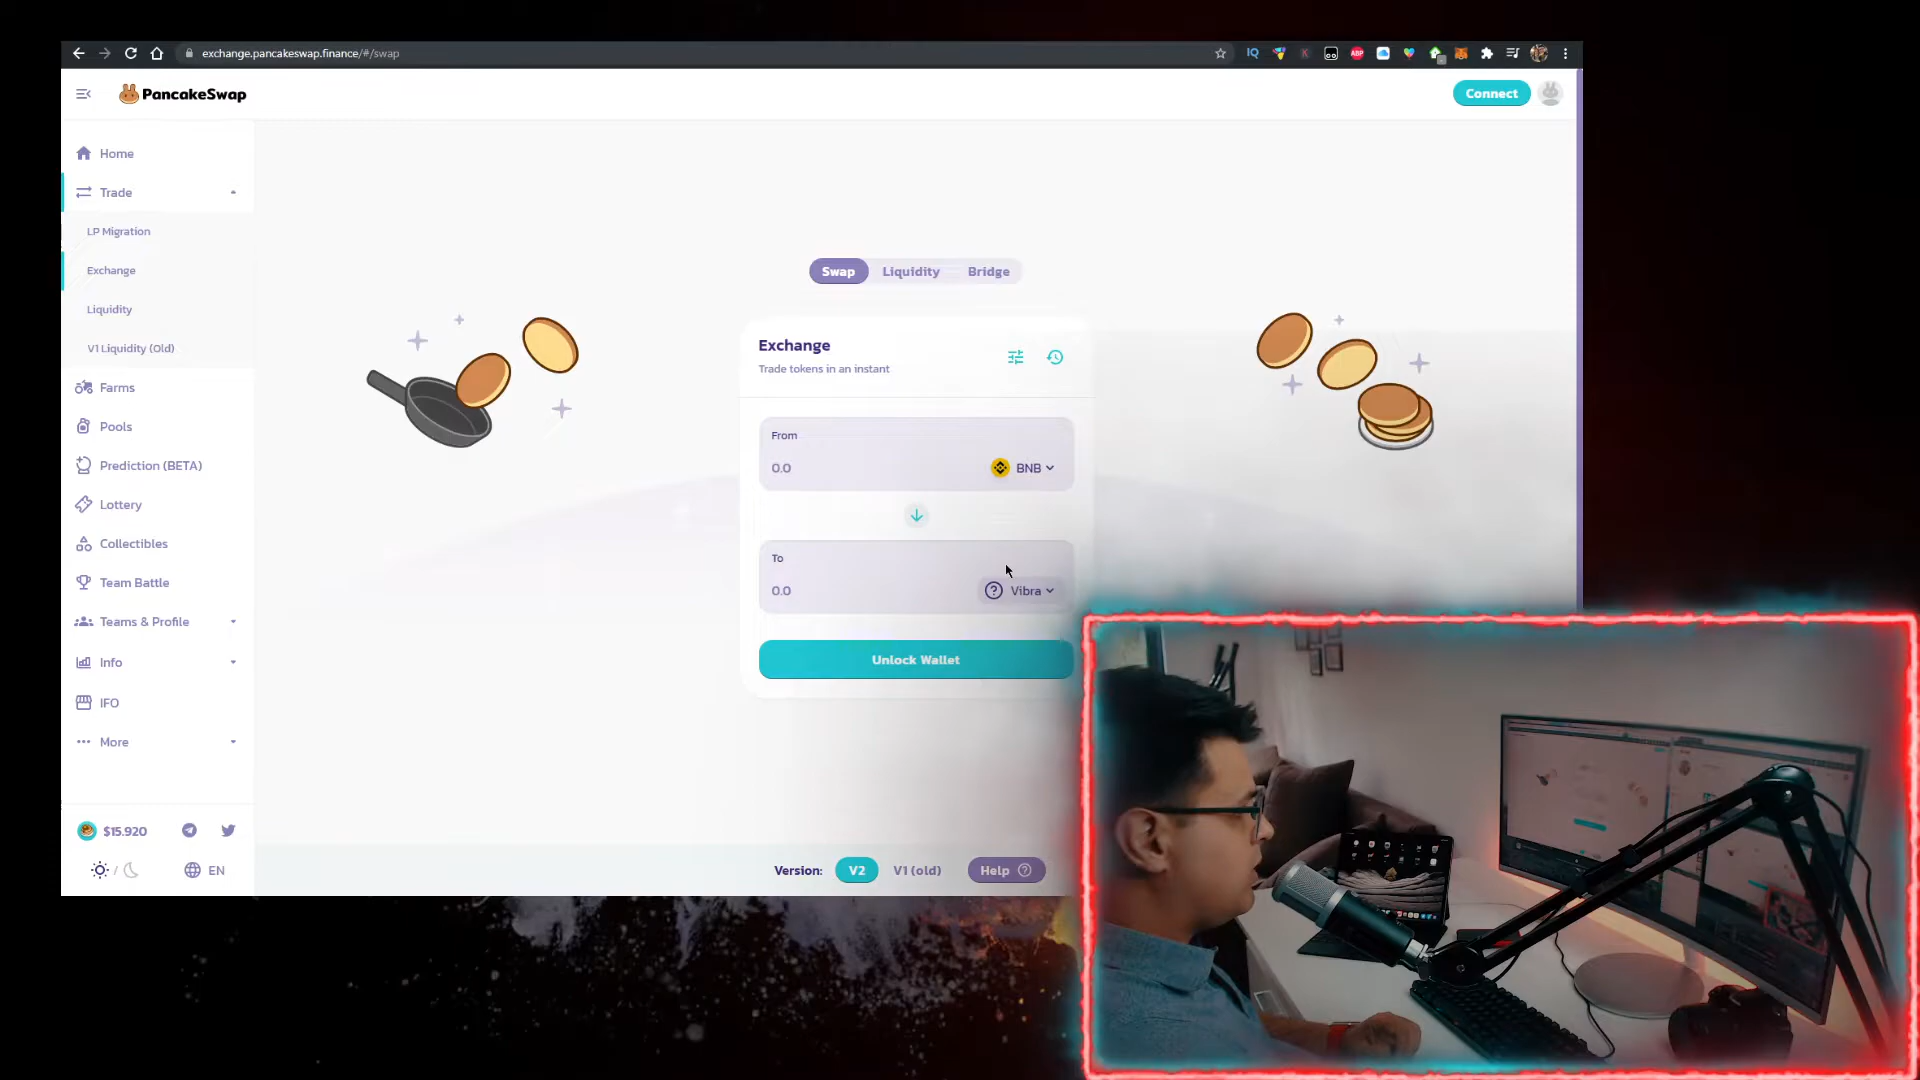 exchange.pancakeswap.finance/#/swap
IQ
ABP
PancakeSwap
Connect
Home
Trade
LP Migration
Exchange
Liquidity
V1 Liquidity (Old)
Farms
Pools
Prediction (BETA)
Lottery
Collectibles
Team Battle
Teams & Profile
Info
IFO
More
$15.920
EN
Swap
Liquidity
Bridge
Exchange
Trade tokens in an instant
From
0.0
BNB
To
0.0
Vibra
Unlock Wallet
Version:
V2
V1 (old)
Help